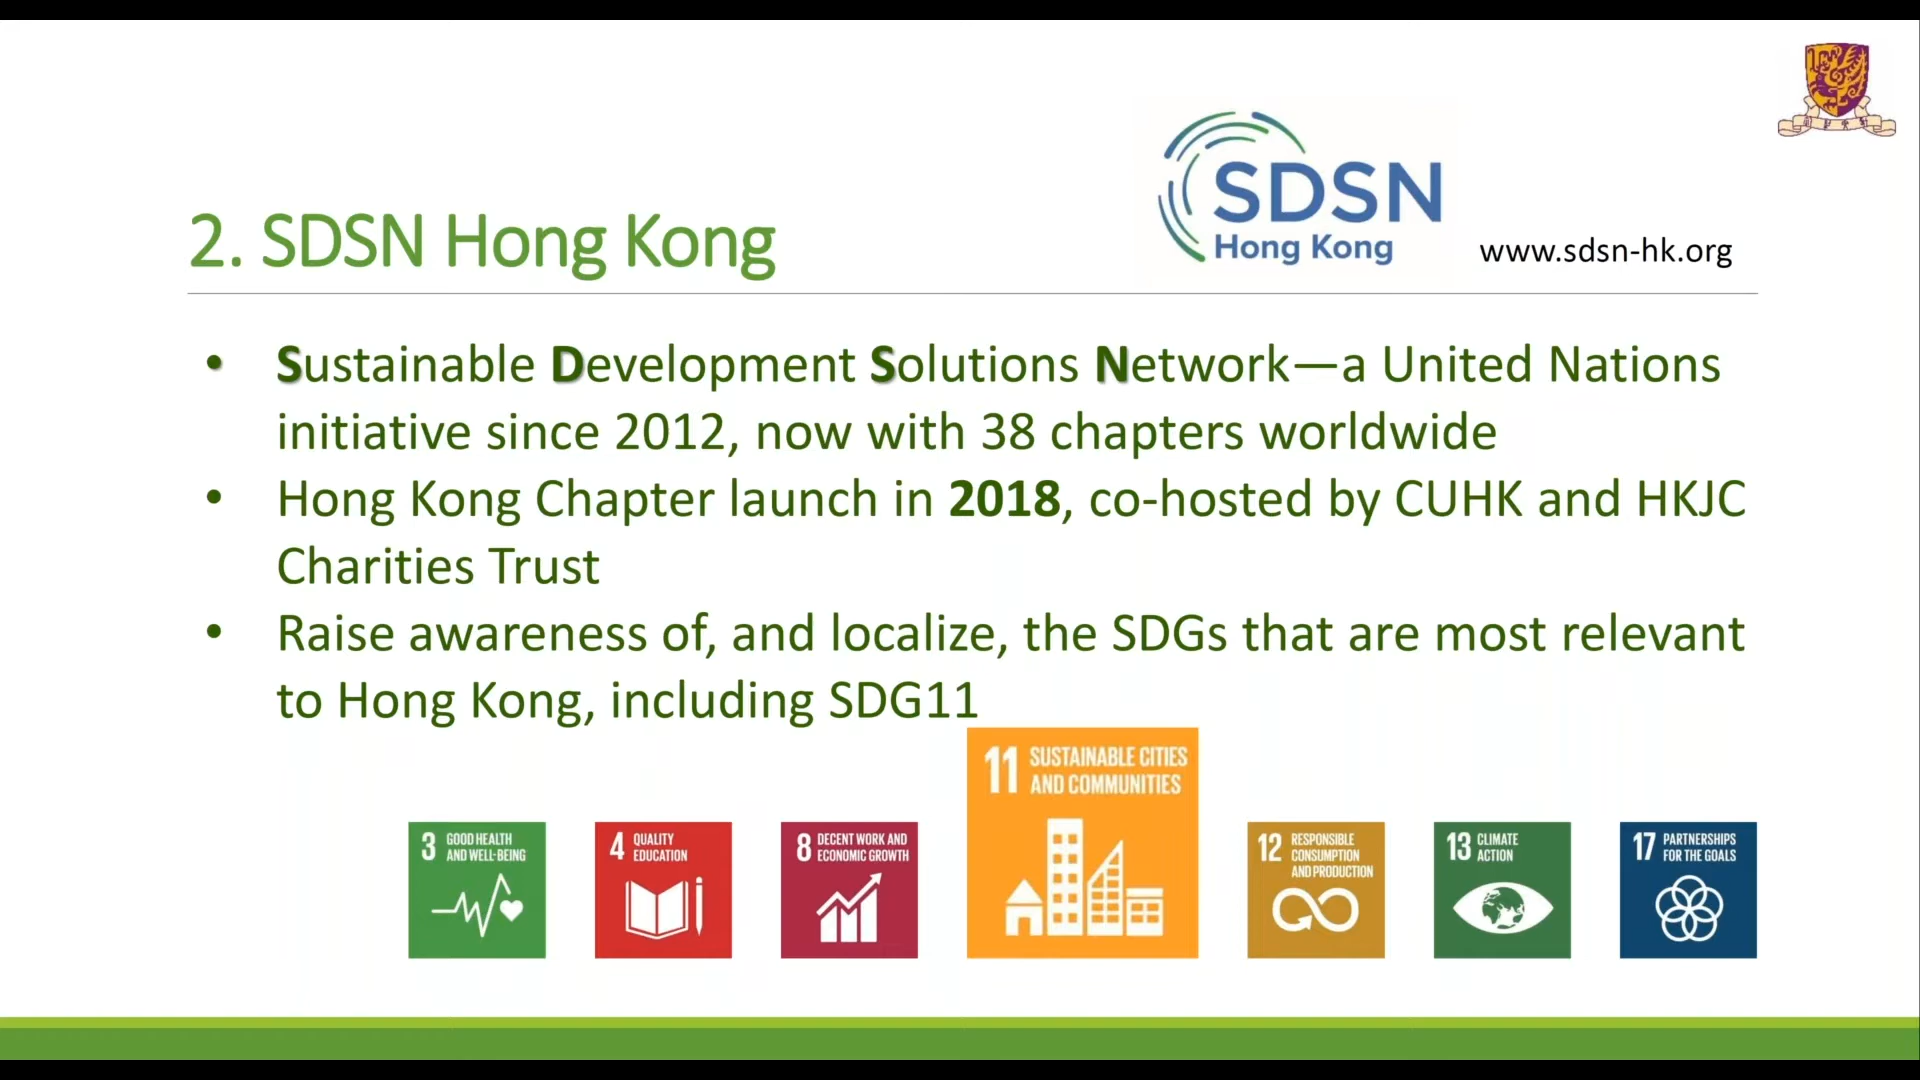 SDSN
Hong Kong
www.sdsn-hk.org
2. SDSN Hong Kong
• Sustainable Development Solutions Network—a United Nations
initiative since 2012, now with 38 chapters worldwide
• Hong Kong Chapter launch in 2018, co-hosted by CUHK and HKJC
Charities Trust
• Raise awareness of, and localize, the SDGs that are most relevant
to Hong Kong, including SDG11
3 GOOD HEALTH
AND WELL-BEING
4 QUALITY
EDUCATION
8 DECENT WORK AND
ECONOMIC GROWTH
11 SUSTAINABLE CITIES
AND COMMUNITIES
12 RESPONSIBLE
CONSUMPTION
AND PRODUCTION
13 CLIMATE
ACTION
17 PARTNERSHIPS
FOR THE GOALS